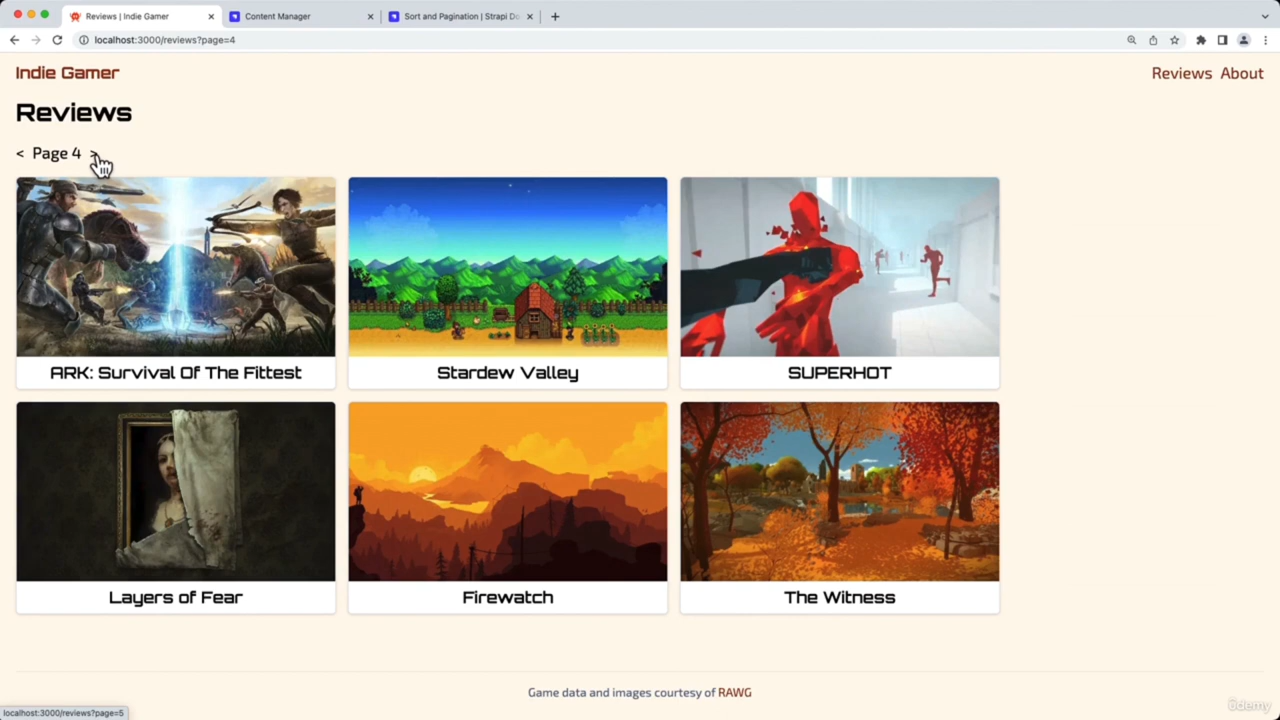 Reviews | Indie Gamer
Content Manager
Sort and Pagination | Strapi Do
localhost:3000/reviews?page=4
Indie Gamer
Reviews About
Reviews
< Page 4 >
ARK: Survival Of The Fittest
Stardew Valley
SUPERHOT
Layers of Fear
Firewatch
The Witness
Game data and images courtesy of RAWG
localhost:3000/reviews?page=5
ûdemy